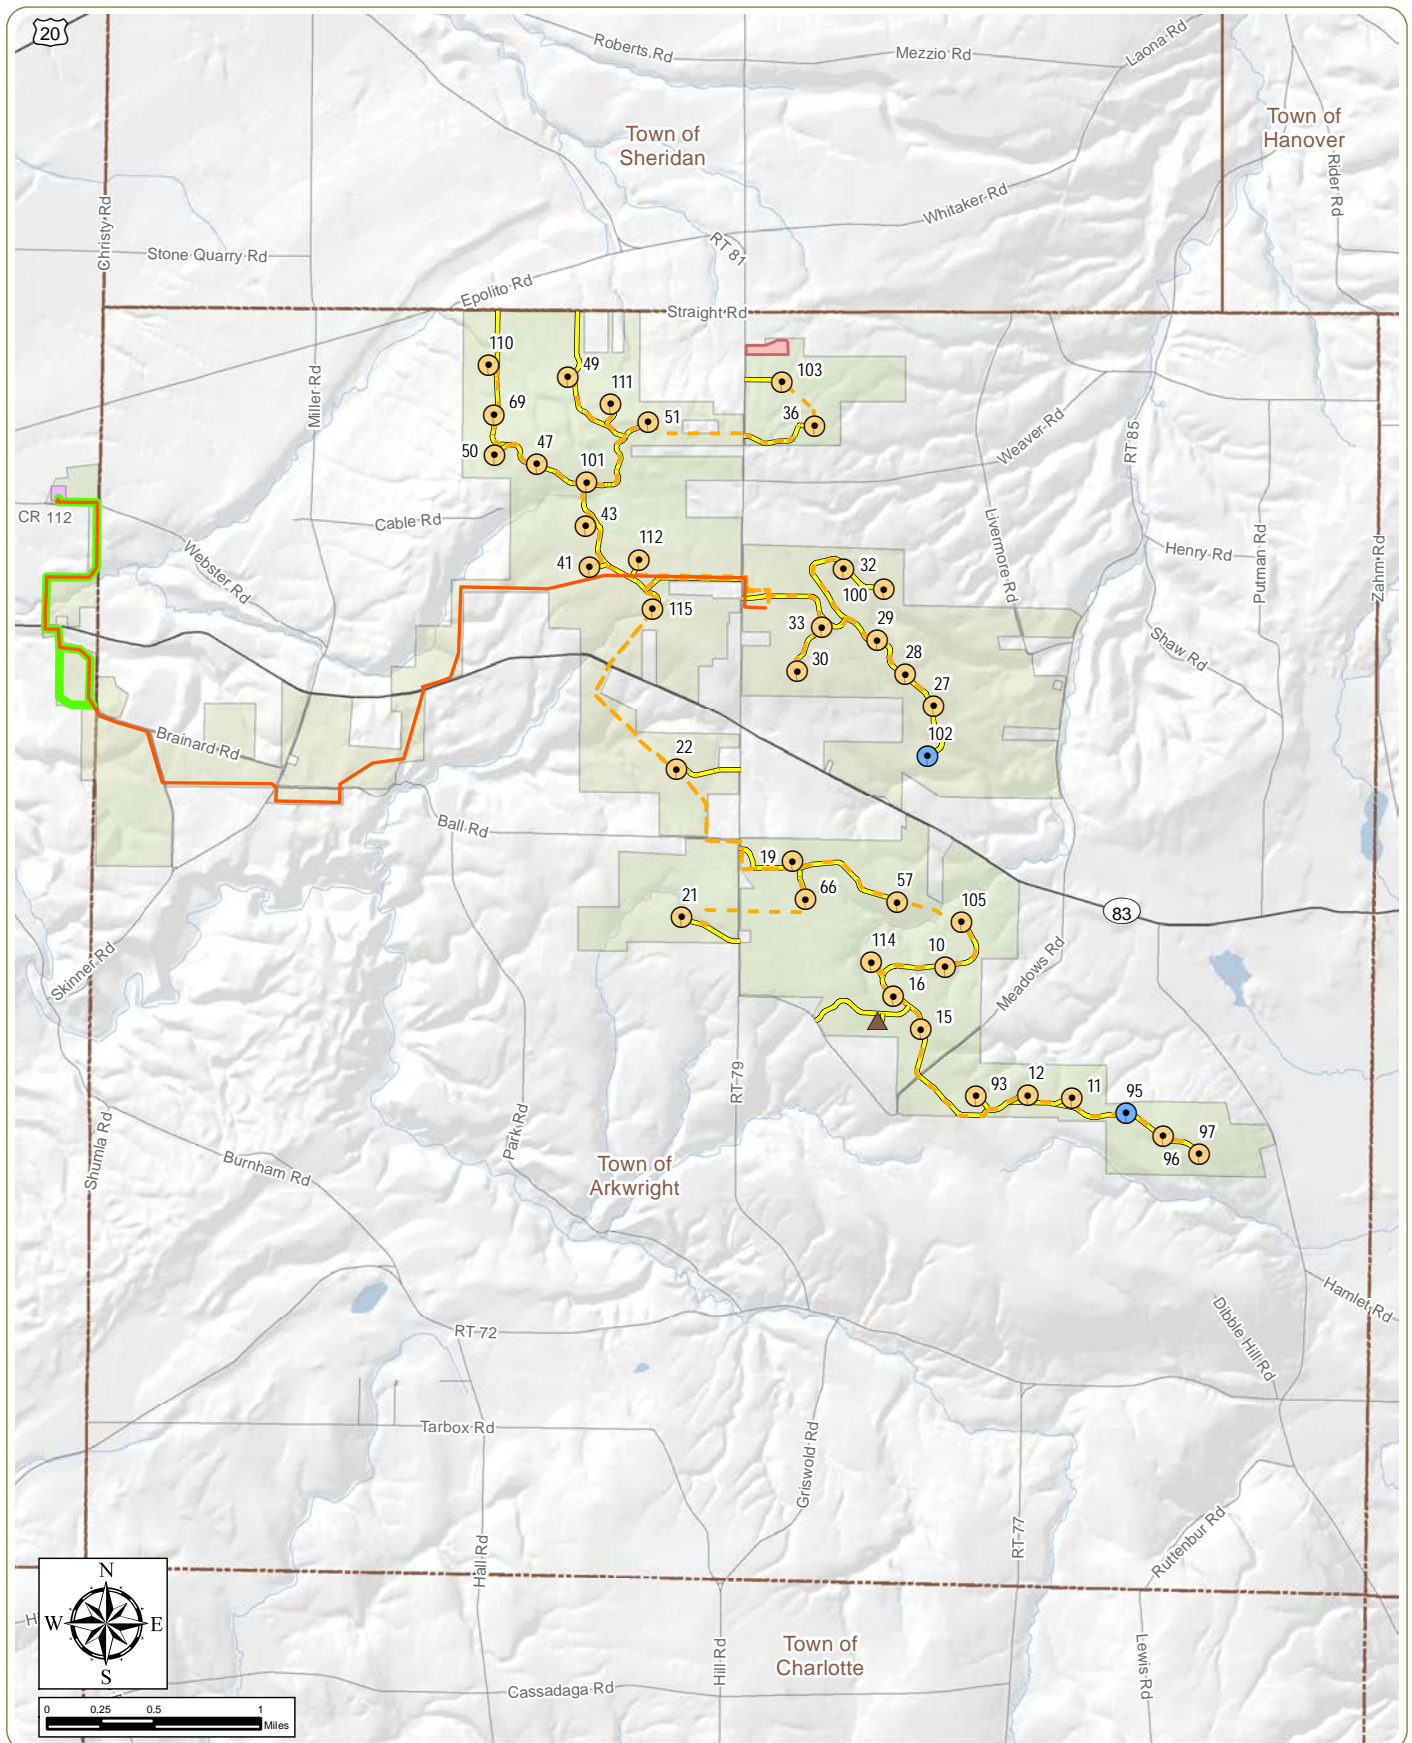 20
Roberts Rd
Mezzio Rd
Laona Rd
Town of
Sheridan
Town of
Hanover
Rider Rd
Christy Rd
Whitaker Rd
Stone Quarry Rd
RT 81
Epolito Rd
Straight Rd
110
49
103
111
Miller Rd
69
51
36
50
47
101
Weaver Rd
RT 85
CR 112
Cable Rd
43
112
Livermore Rd
Henry Rd
Putman Rd
Zahm Rd
Webster Rd
41
32
100
115
33
29
Shaw Rd
30
28
27
Brainard Rd
22
102
Ball Rd
19
57
66
21
105
83
114
10
Skinner Rd
16
Meadows Rd
15
RT 79
93
12
11
95
Park Rd
97
96
Shumla Rd
Burnham Rd
Town of
Arkwright
Hamlet Rd
Dibble Hill Rd
RT 72
Tarbox Rd
Griswold Rd
Hall Rd
RT 77
Ruttenbur Rd
N
W
E
S
Hi
Town of
Charlotte
Hill Rd
Lewis Rd
Cassadaga Rd
0
0.25
0.5
1
Miles